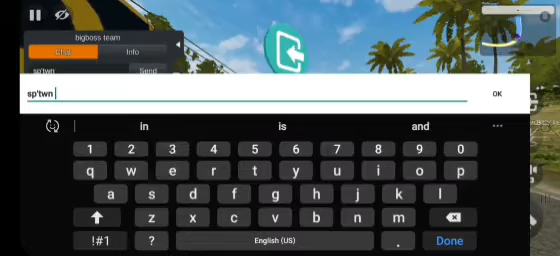 bigboss team
Chat Info
sp'twn Send
sp'twn OK
in is and
1 2 3 4 5 6 7 8 9 0
q w e r t y u i o p
a s d f g h j k l
z x c v b n m
!#1 ? English (US) . Done